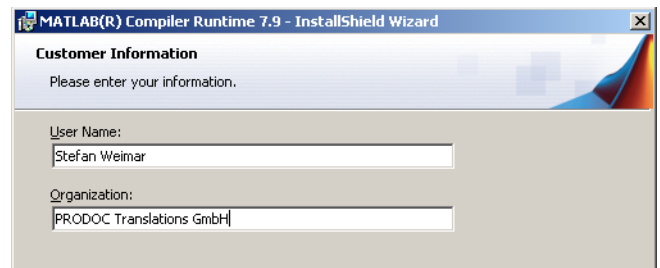 MATLAB(R) Compiler Runtime 7.9 - InstallShield Wizard
Customer Information
Please enter your information.
User Name:
Stefan Weimar
Organization:
PRODOC Translations GmbH